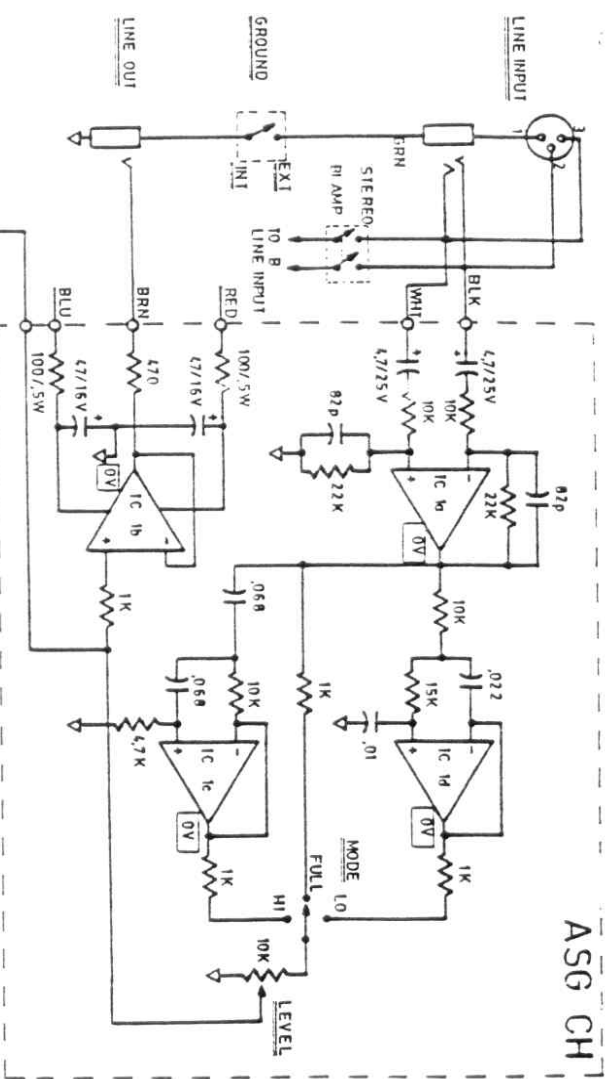 ASG CH
LINE INPUT
3
1
2
GROUND
LINE OUT
GRN
EXT
INT
STEREO
BI AMP
TO B
LINE INPUT
BLK
WHT
RED
BRN
BLU
4,7/25V
10K
4,7/25V
10K
82p
22K
82p
22K
-
+
IC
1a
0V
100/.5W
47/16V
470
47/16V
100/.5W
0V
IC
1b
+
-
1K
10K
.022
15K
.01
-
+
IC
1d
0V
1K
1K
.068
.068
10K
4,7K
-
+
IC
1c
0V
1K
MODE
LO
FULL
HI
10K
LEVEL